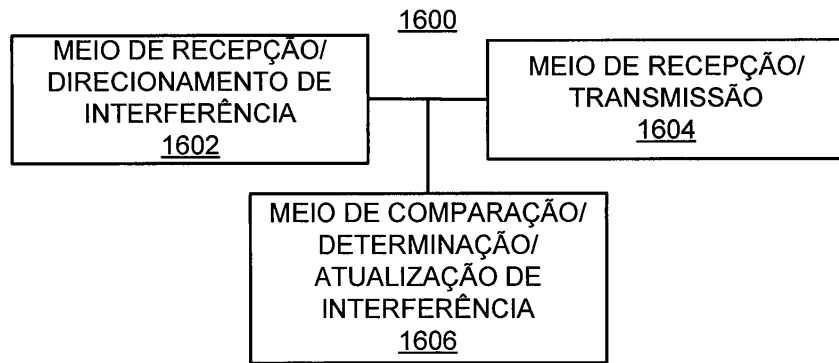 1600
MEIO DE RECEPÇÃO/
DIRECIONAMENTO DE
INTERFERÊNCIA
1602
MEIO DE RECEPÇÃO/
TRANSMISSÃO
1604
MEIO DE COMPARAÇÃO/
DETERMINAÇÃO/
ATUALIZAÇÃO DE
INTERFERÊNCIA
1606